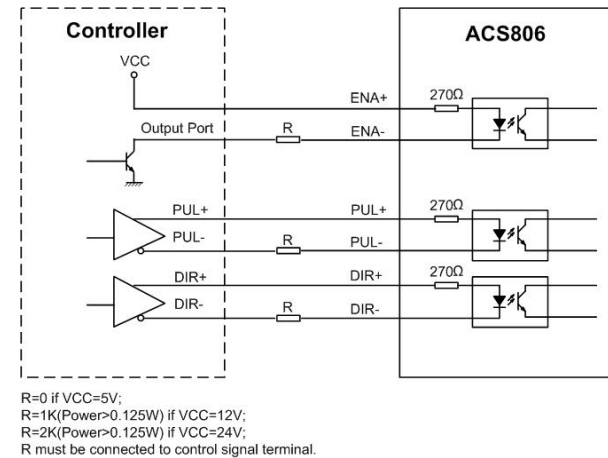 Controller
ACS806
VCC
ENA+
270Ω
Output Port
R
ENA-
PUL+
PUL+
270Ω
PUL-
R
PUL-
DIR+
DIR+
270Ω
DIR-
R
DIR-
R=0 if VCC=5V;
R=1K(Power>0.125W) if VCC=12V;
R=2K(Power>0.125W) if VCC=24V;
R must be connected to control signal terminal.